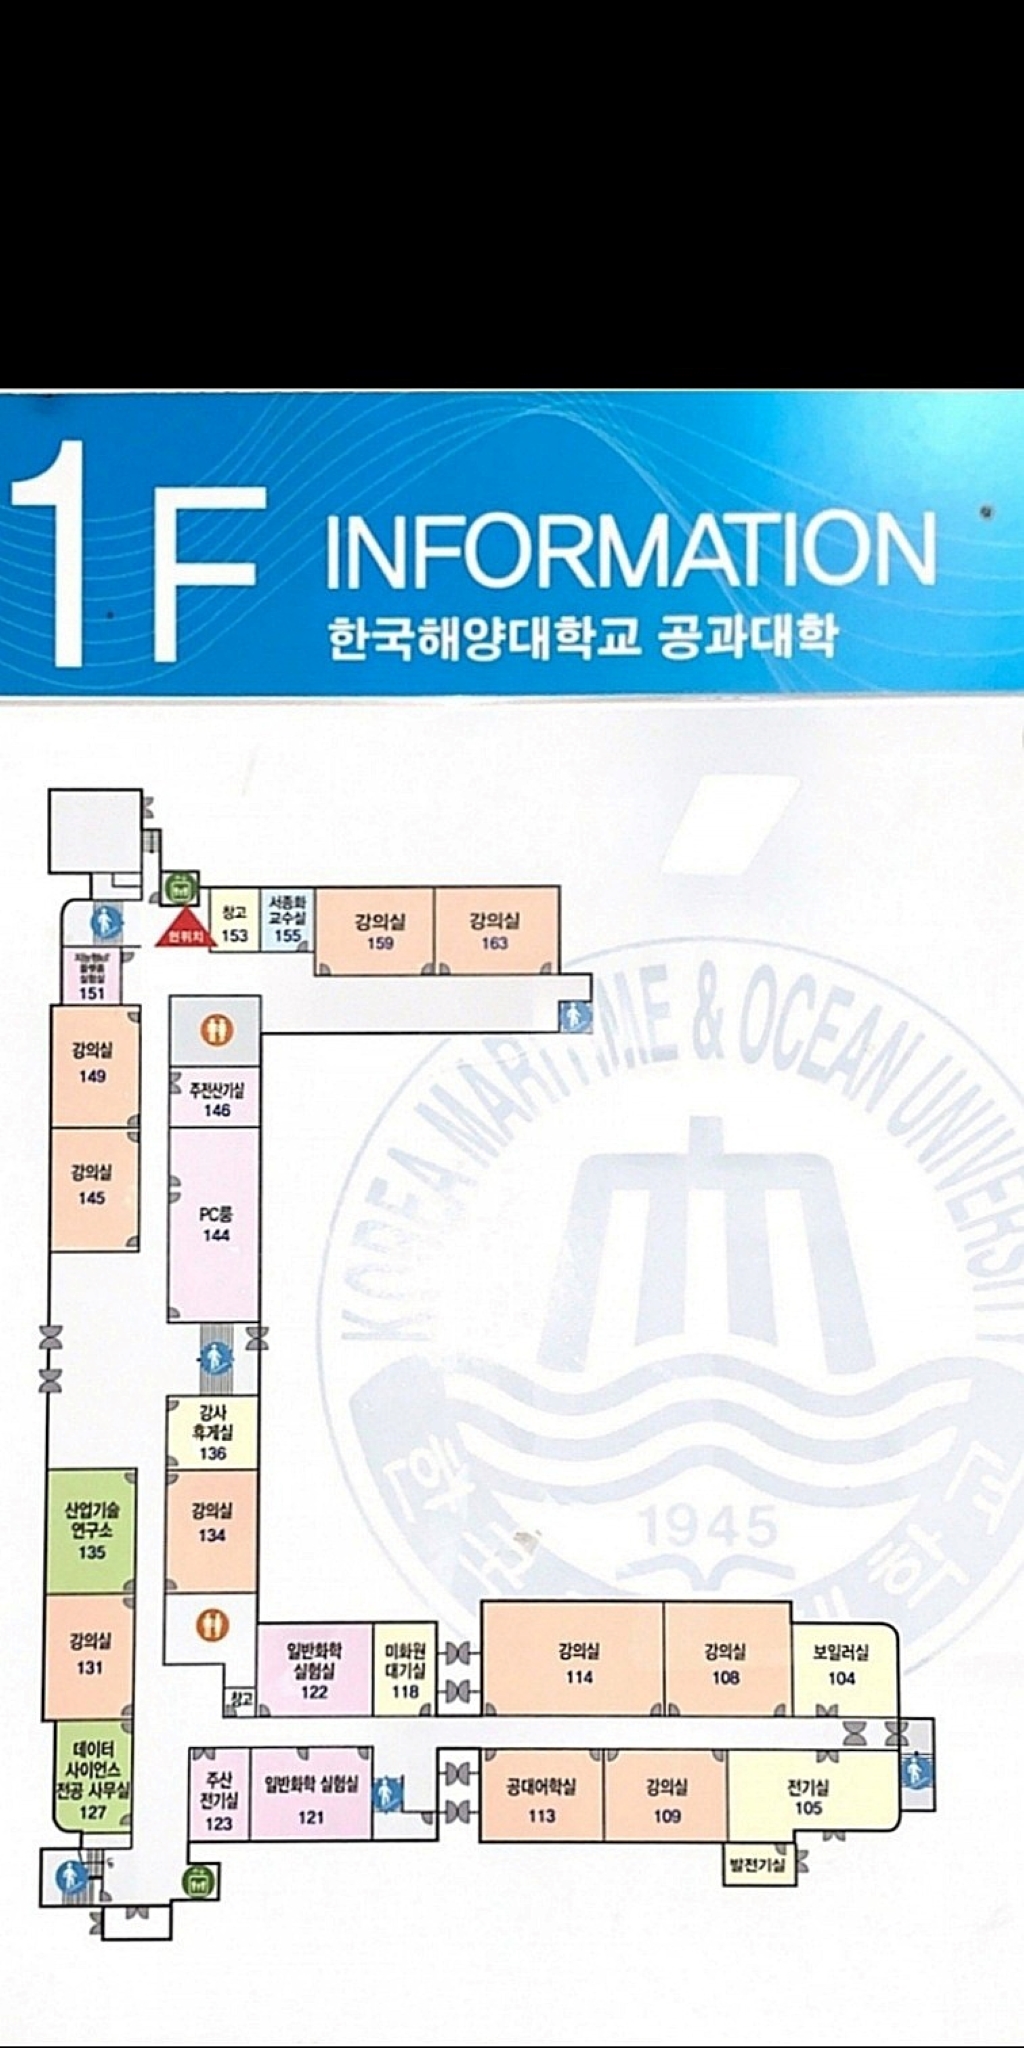 1F
INFORMATION
한국해양대학교 공과대학
현위치
창고
153
서종화
교수실
155
강의실
159
강의실
163
실험실
151
강의실
149
강의실
145
주전산기실
146
PC룸
144
강사
휴게실
136
강의실
134
산업기술
연구소
135
강의실
131
데이터
사이언스
전공 사무실
127
창고
일반화학
실험실
122
미화원
대기실
118
강의실
114
강의실
108
보일러실
104
주산
전기실
123
일반화학 실험실
121
공대어학실
113
강의실
109
전기실
105
발전기실
KOREA MARITIME & OCEAN UNIVERSITY
1945